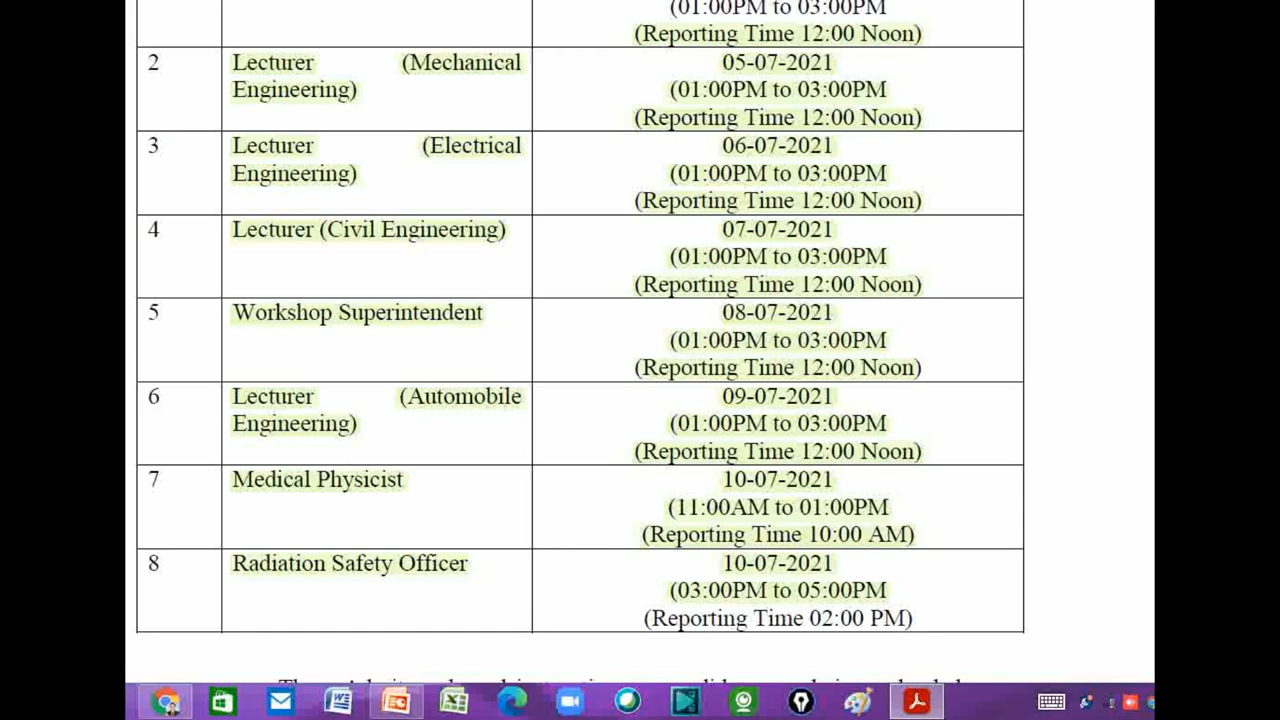 (01:00PM to 03:00PM
(Reporting Time 12:00 Noon)
2 Lecturer (Mechanical 05-07-2021
Engineering) (01:00PM to 03:00PM
(Reporting Time 12:00 Noon)
3 Lecturer (Electrical 06-07-2021
Engineering) (01:00PM to 03:00PM
(Reporting Time 12:00 Noon)
4 Lecturer (Civil Engineering) 07-07-2021
(01:00PM to 03:00PM
(Reporting Time 12:00 Noon)
5 Workshop Superintendent 08-07-2021
(01:00PM to 03:00PM
(Reporting Time 12:00 Noon)
6 Lecturer (Automobile 09-07-2021
Engineering) (01:00PM to 03:00PM
(Reporting Time 12:00 Noon)
7 Medical Physicist 10-07-2021
(11:00AM to 01:00PM
(Reporting Time 10:00 AM)
8 Radiation Safety Officer 10-07-2021
(03:00PM to 05:00PM
(Reporting Time 02:00 PM)